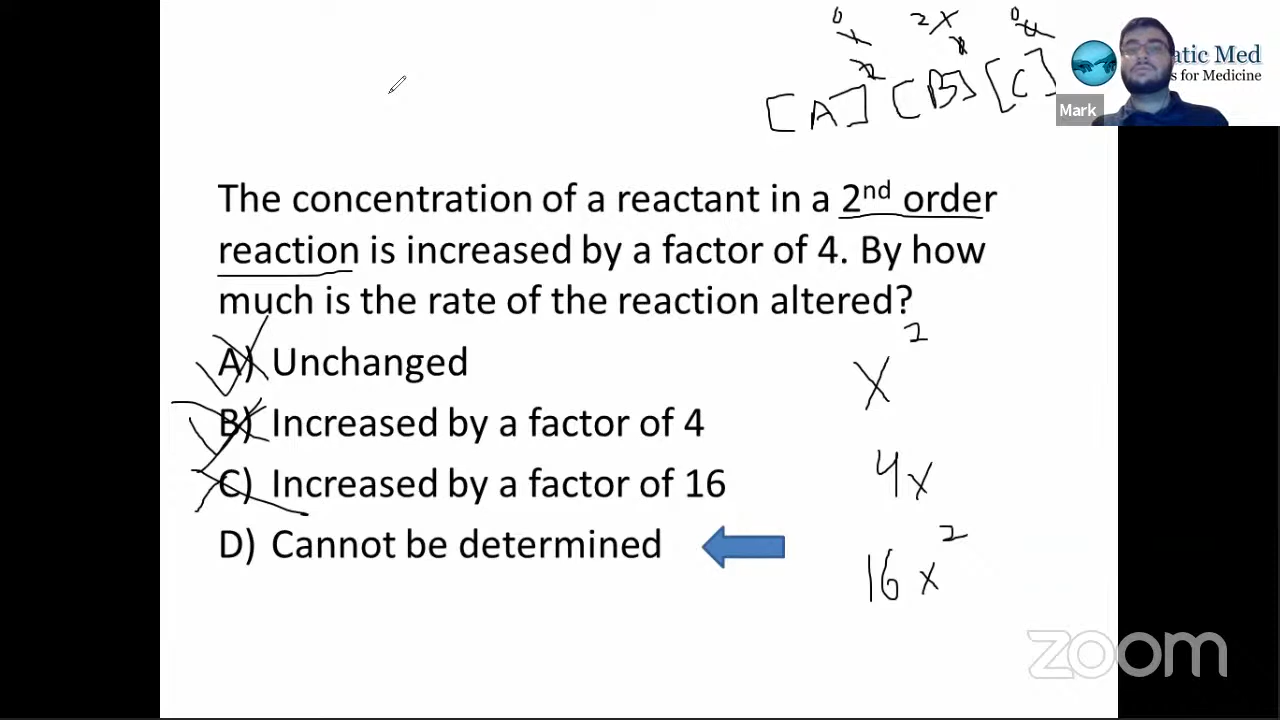 [A] [B] [C]
atic Med
s for Medicine
Mark
The concentration of a reactant in a 2nd order
reaction is increased by a factor of 4. By how
much is the rate of the reaction altered?
A) Unchanged
B) Increased by a factor of 4
C) Increased by a factor of 16
D) Cannot be determined
x²
4x
16x²
zoom